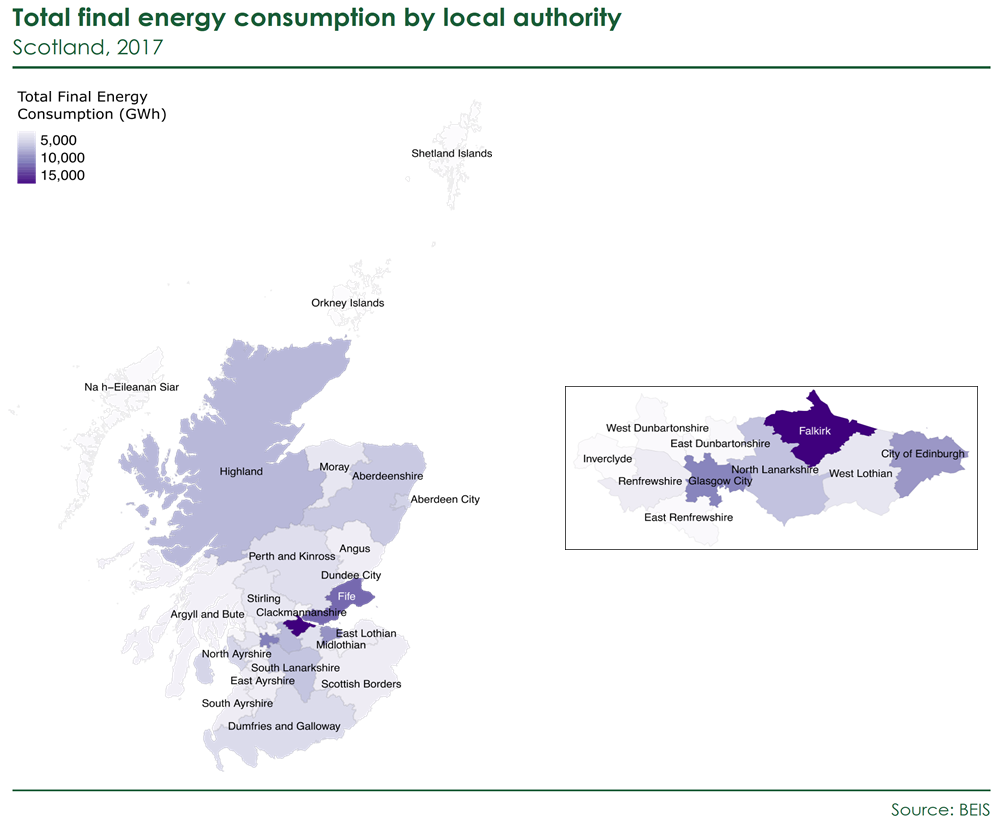 Total final energy consumption by local authority
Scotland, 2017
Total Final Energy
Consumption (GWh)
5,000
10,000
15,000
Shetland Islands
Orkney Islands
Na h−Eileanan Siar
Highland
Moray
Aberdeenshire
Aberdeen City
Perth and Kinross
Angus
Dundee City
Fife
Stirling
Clackmannanshire
Argyll and Bute
East Lothian
Midlothian
North Ayrshire
South Lanarkshire
East Ayrshire
Scottish Borders
South Ayrshire
Dumfries and Galloway
West Dunbartonshire
Falkirk
East Dunbartonshire
City of Edinburgh
Inverclyde
North Lanarkshire
West Lothian
Renfrewshire
Glasgow City
East Renfrewshire
Source: BEIS